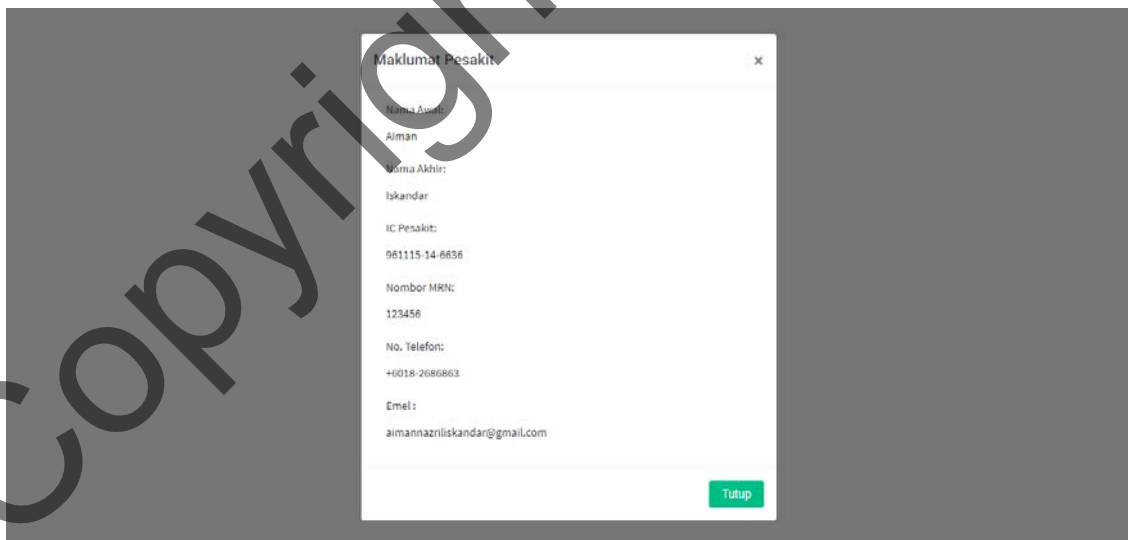 Maklumat Pesakit
×
Nama Awal:
Aiman
Nama Akhir:
Iskandar
IC Pesakit:
961115-14-6636
Nombor MRN:
123456
No. Telefon:
+6018-2686863
Emel :
aimannazriliskandar@gmail.com
Tutup
Copyrigh